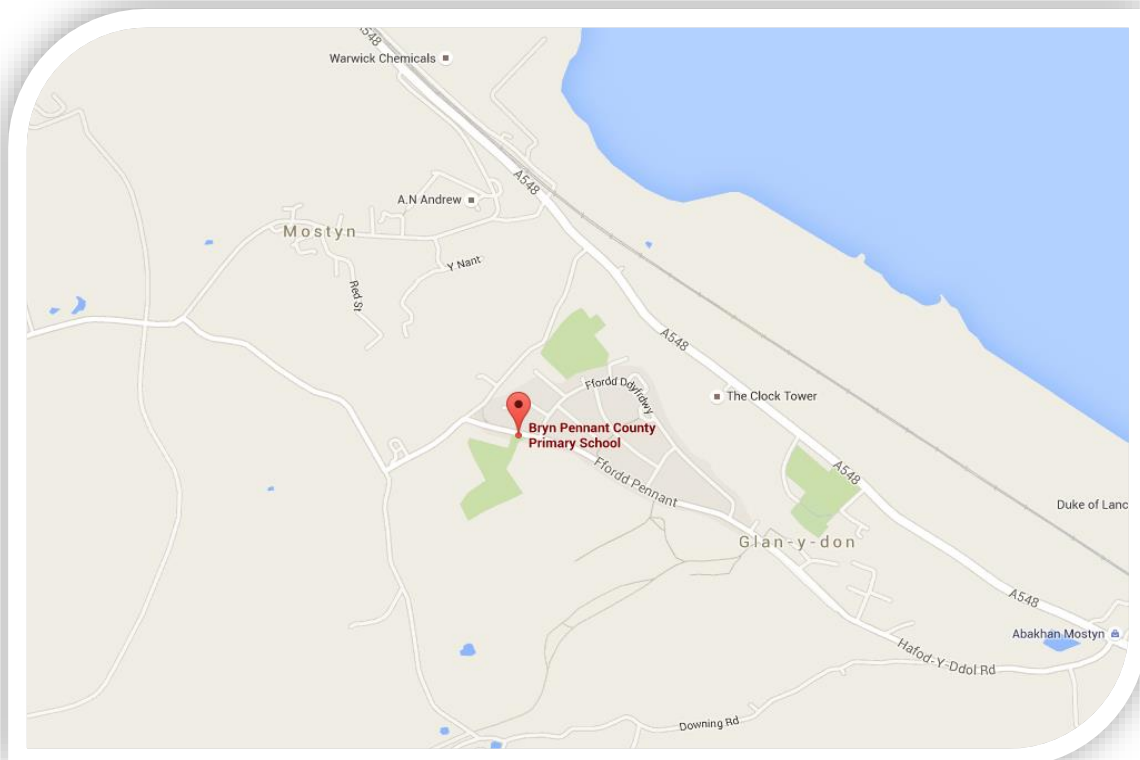 A548
Warwick Chemicals
A548
A.N Andrew
Mostyn
Y Nant
Red St
A548
Ffordd Ddyfrdwy
The Clock Tower
Bryn Pennant County
Primary School
Ffordd Pennant
A548
Duke of Lanc
Glan-y-don
A548
Abakhan Mostyn
Hafod-Y-Ddol Rd
Downing Rd